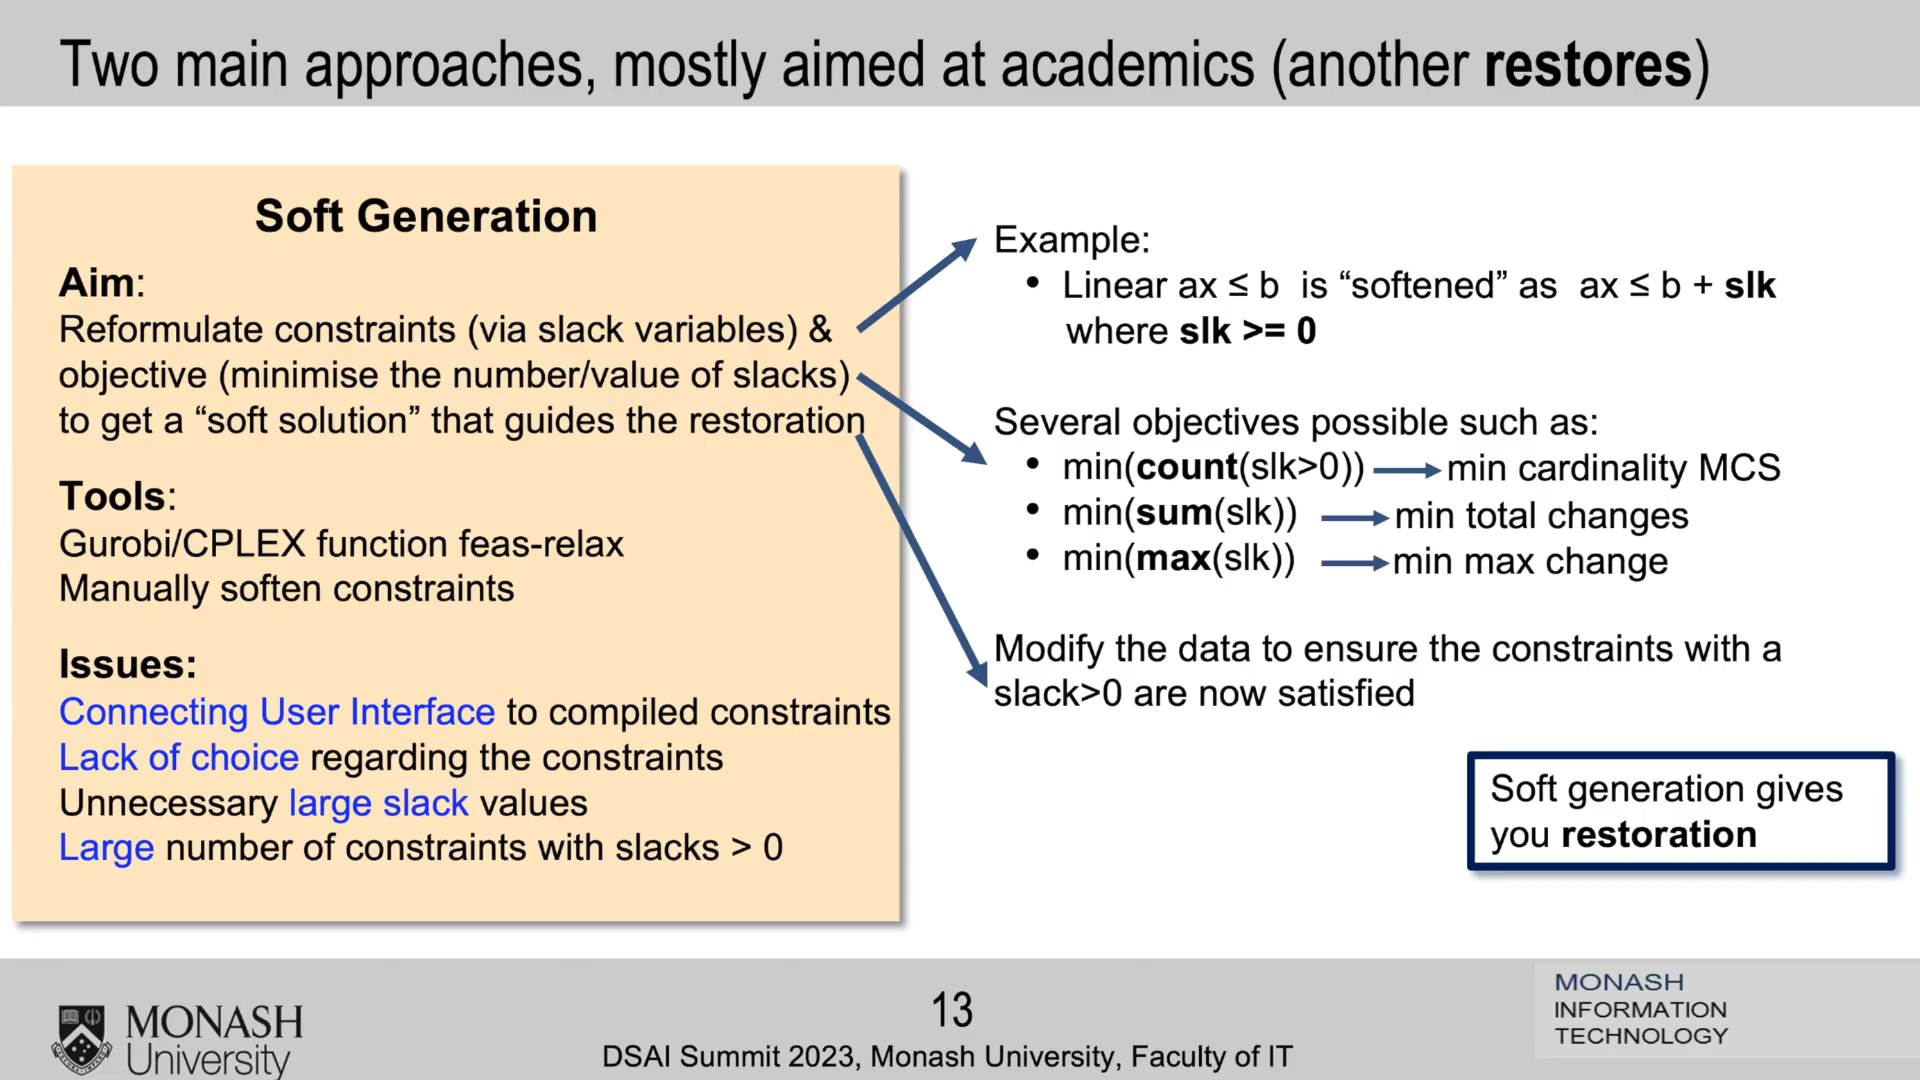 Two main approaches, mostly aimed at academics (another restores)
Soft Generation
Aim:
Reformulate constraints (via slack variables) &
objective (minimise the number/value of slacks)
to get a “soft solution” that guides the restoration
Tools:
Gurobi/CPLEX function feas-relax
Manually soften constraints
Issues:
Connecting User Interface to compiled constraints
Lack of choice regarding the constraints
Unnecessary large slack values
Large number of constraints with slacks > 0
Example:
• Linear ax ≤ b is “softened” as ax ≤ b + slk
where slk >= 0
Several objectives possible such as:
• min(count(slk>0)) → min cardinality MCS
• min(sum(slk)) → min total changes
• min(max(slk)) → min max change
Modify the data to ensure the constraints with a
slack>0 are now satisfied
Soft generation gives
you restoration
MONASH
University
13
DSAI Summit 2023, Monash University, Faculty of IT
MONASH
INFORMATION
TECHNOLOGY